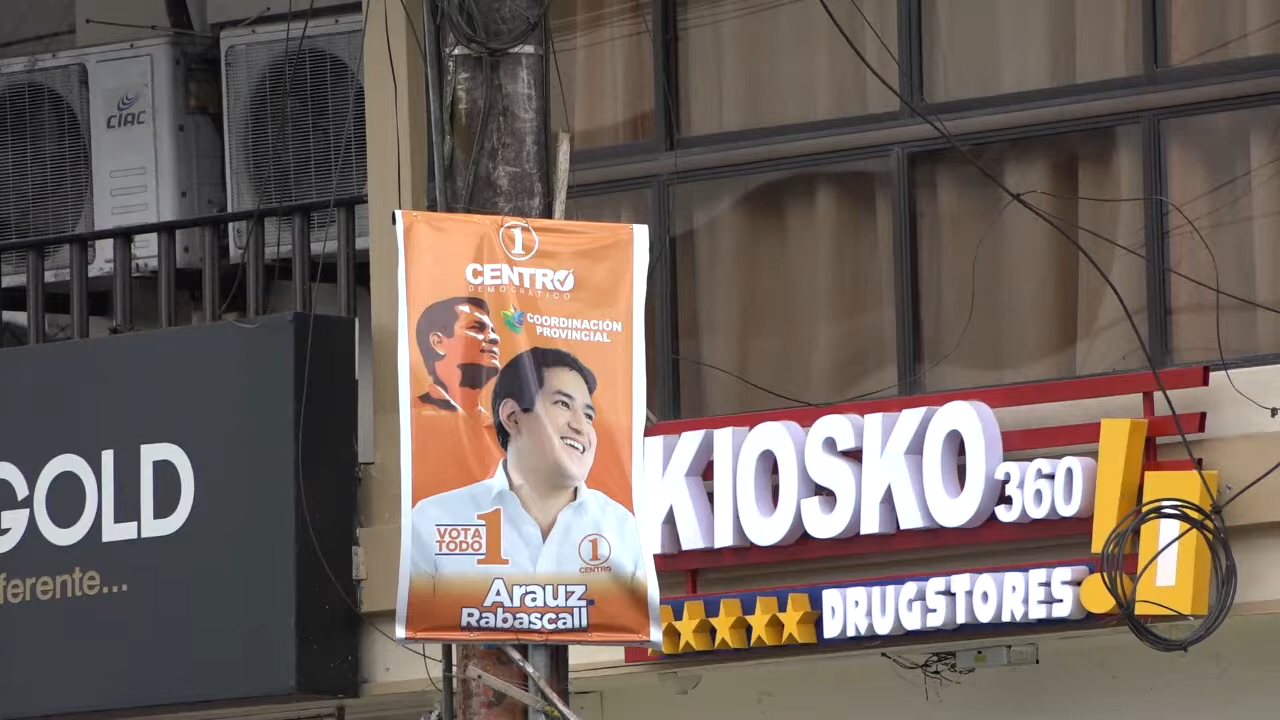 CIAC
GOLD
ferente...
1
CENTRO
DEMOCRÁTICO
COORDINACIÓN
PROVINCIAL
VOTA
TODO 1
1
CENTRO
Arauz
Rabascall
KIOSKO 360
DRUGSTORES